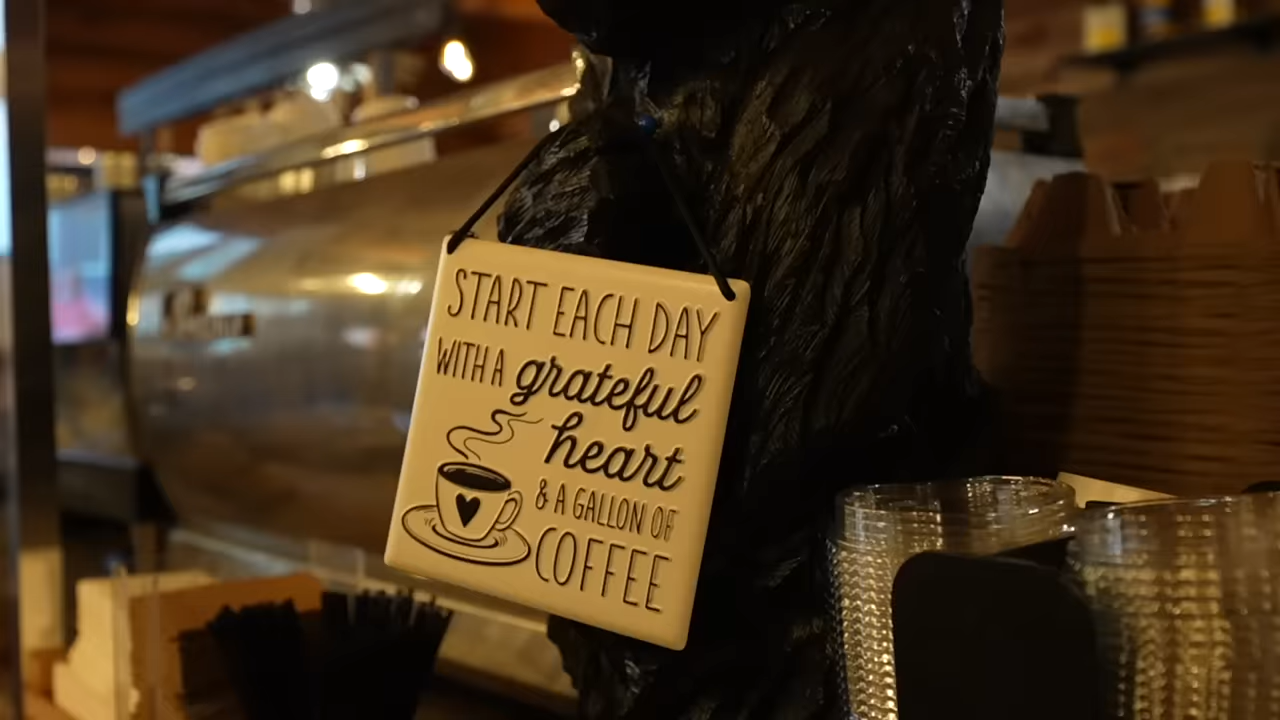 START EACH DAY
WITH A grateful
heart
& A GALLON OF
COFFEE